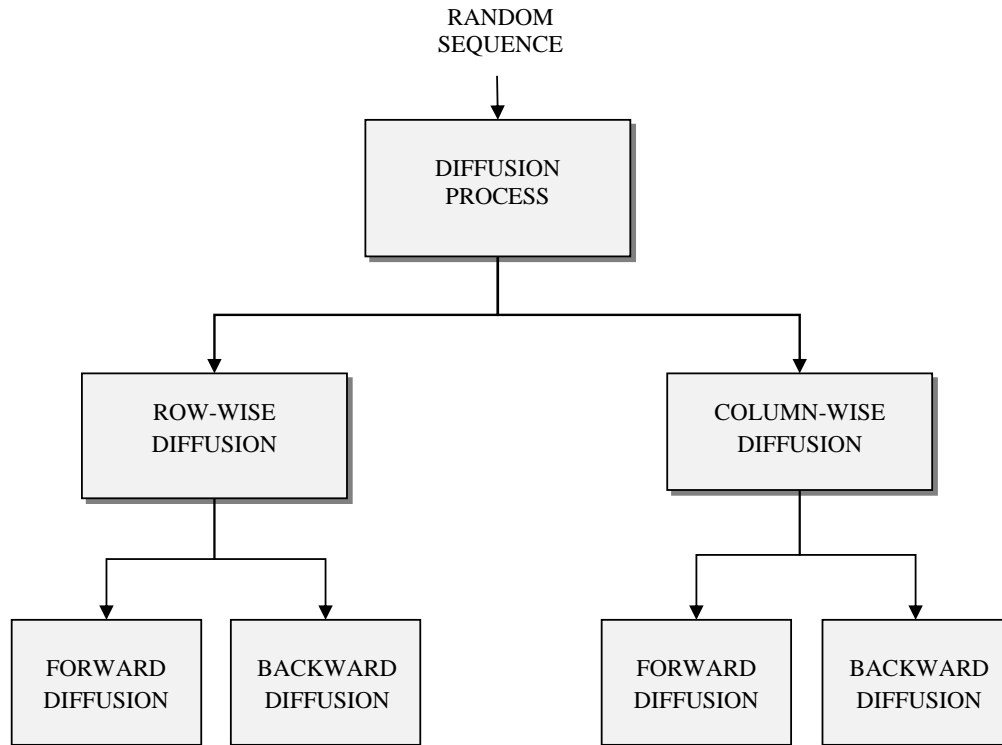 RANDOM
SEQUENCE
DIFFUSION
PROCESS
ROW-WISE
DIFFUSION
COLUMN-WISE
DIFFUSION
FORWARD
DIFFUSION
BACKWARD
DIFFUSION
FORWARD
DIFFUSION
BACKWARD
DIFFUSION